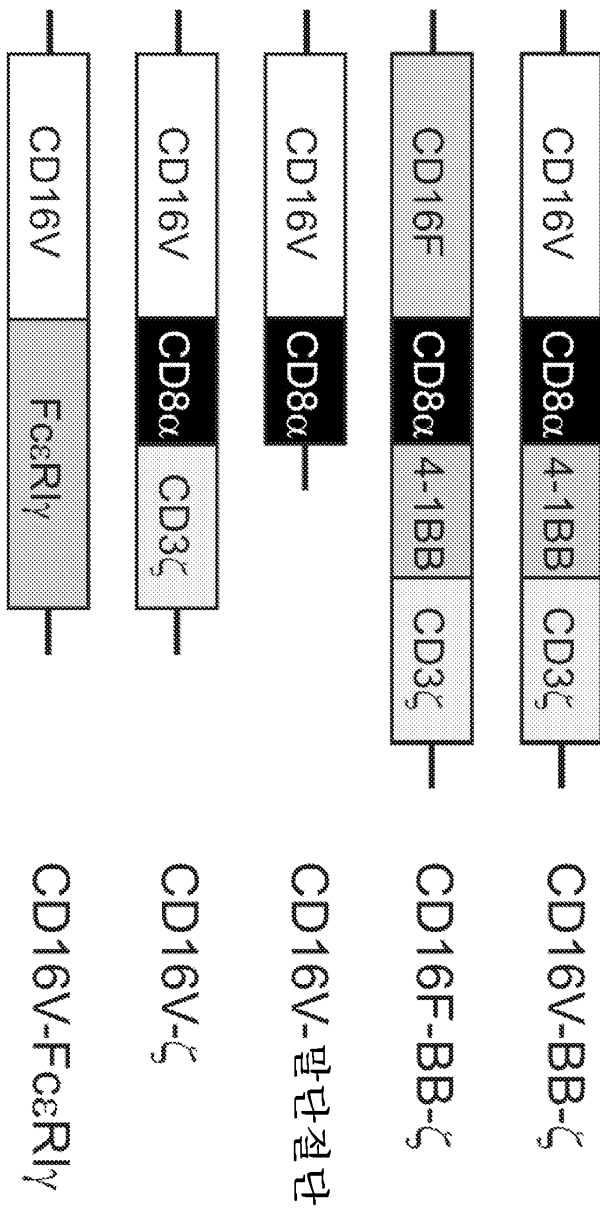 CD16V CD8α 4-1BB CD3ζ CD16V-BB-ζ
CD16F CD8α 4-1BB CD3ζ CD16F-BB-ζ
CD16V CD8α CD16V-말단절단
CD16V CD8α CD3ζ CD16V-ζ
CD16V FcεRIγ CD16V-FcεRIγ